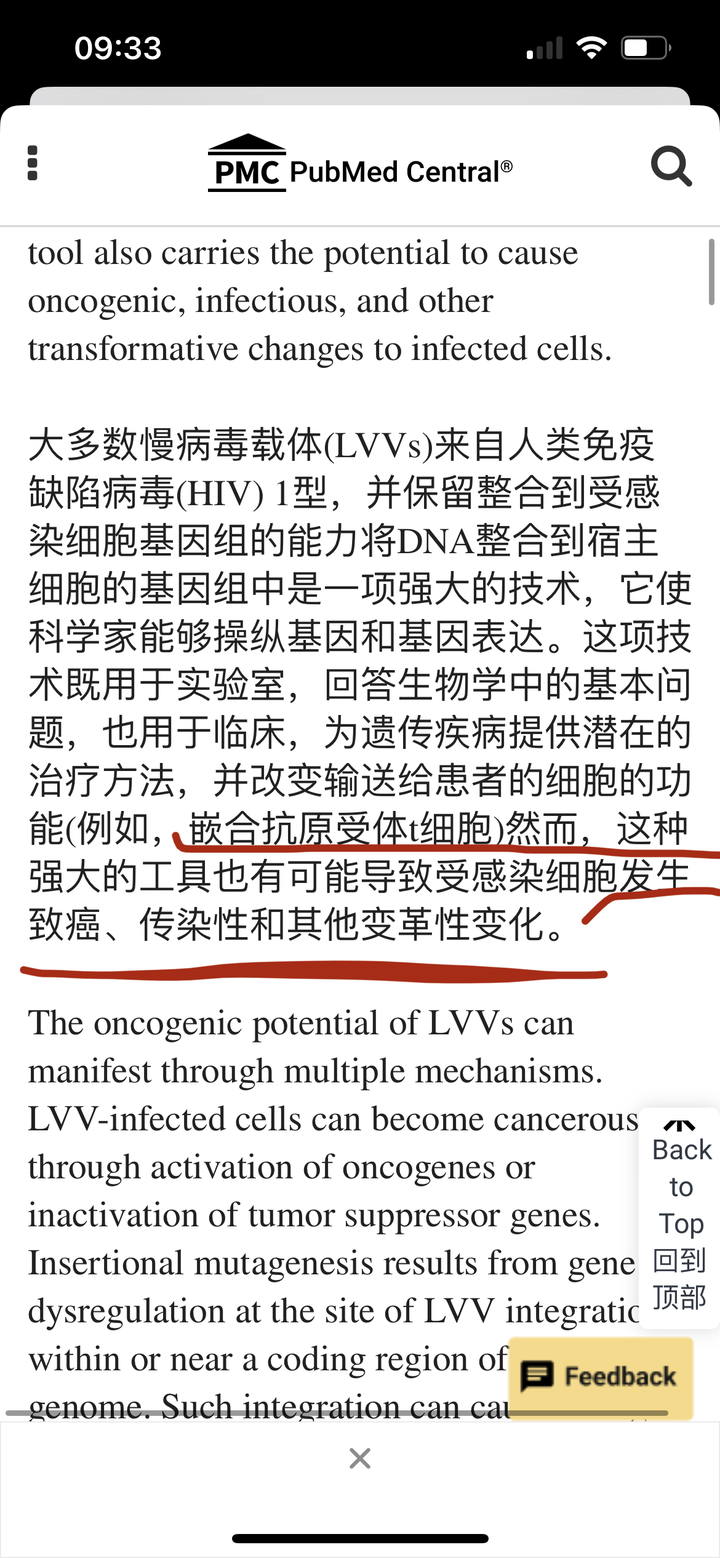 09:33
PMC PubMed Central®
tool also carries the potential to cause
oncogenic, infectious, and other
transformative changes to infected cells.
大多数慢病毒载体(LVVs)来自人类免疫
缺陷病毒(HIV) 1型，并保留整合到受感
染细胞基因组的能力将DNA整合到宿主
细胞的基因组中是一项强大的技术，它使
科学家能够操纵基因和基因表达。这项技
术既用于实验室，回答生物学中的基本问
题，也用于临床，为遗传疾病提供潜在的
治疗方法，并改变输送给患者的细胞的功
能(例如，嵌合抗原受体t细胞)然而，这种
强大的工具也有可能导致受感染细胞发生
致癌、传染性和其他变革性变化。
The oncogenic potential of LVVs can
manifest through multiple mechanisms.
LVV-infected cells can become cancerous
through activation of oncogenes or
inactivation of tumor suppressor genes.
Insertional mutagenesis results from gene
dysregulation at the site of LVV
within or near a coding region of
genome. Such integration can
Back
to
Top
回到
顶部
Feedback